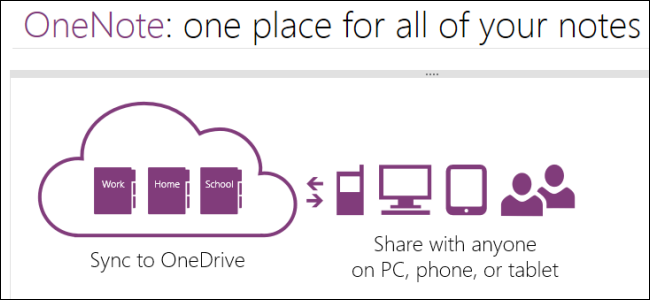 OneNote: one place for all of your notes
Work Home School
Sync to OneDrive
Share with anyone
on PC, phone, or tablet